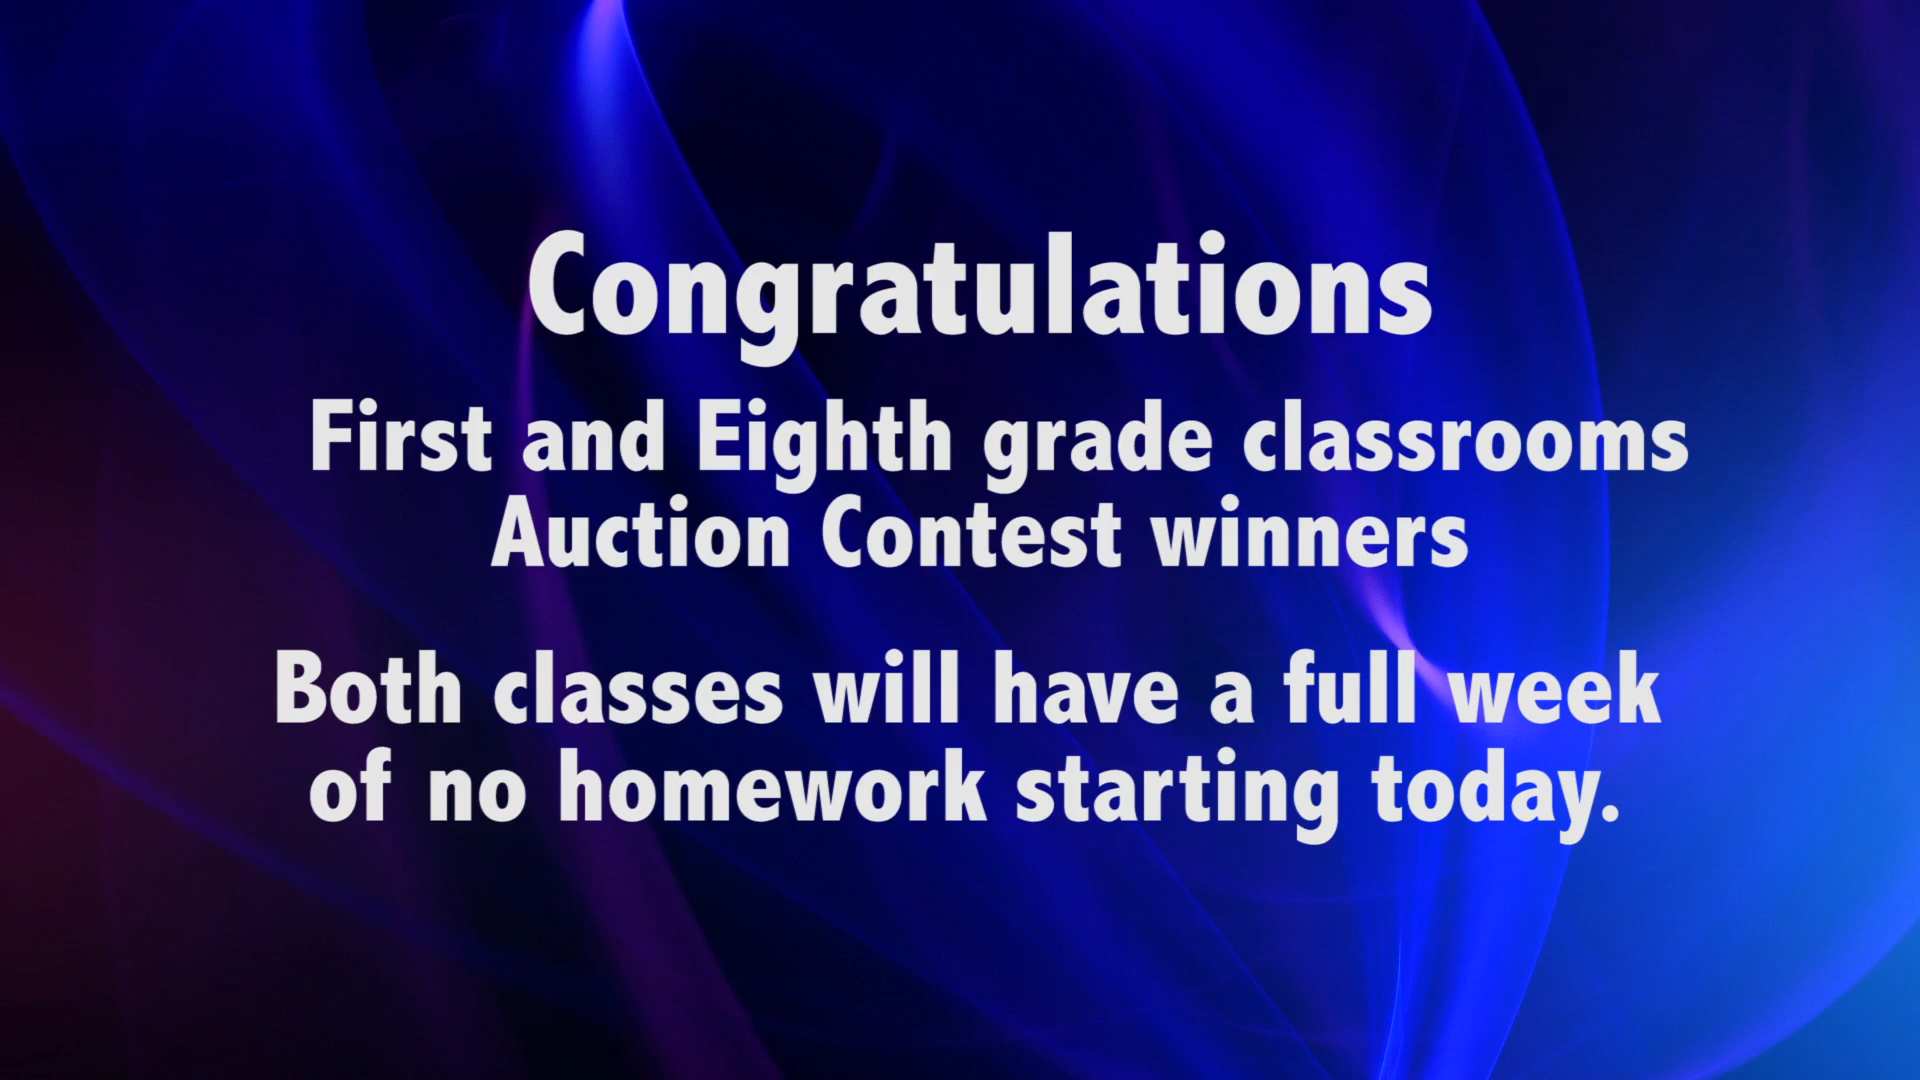 Congratulations
First and Eighth grade classrooms
Auction Contest winners
Both classes will have a full week
of no homework starting today.